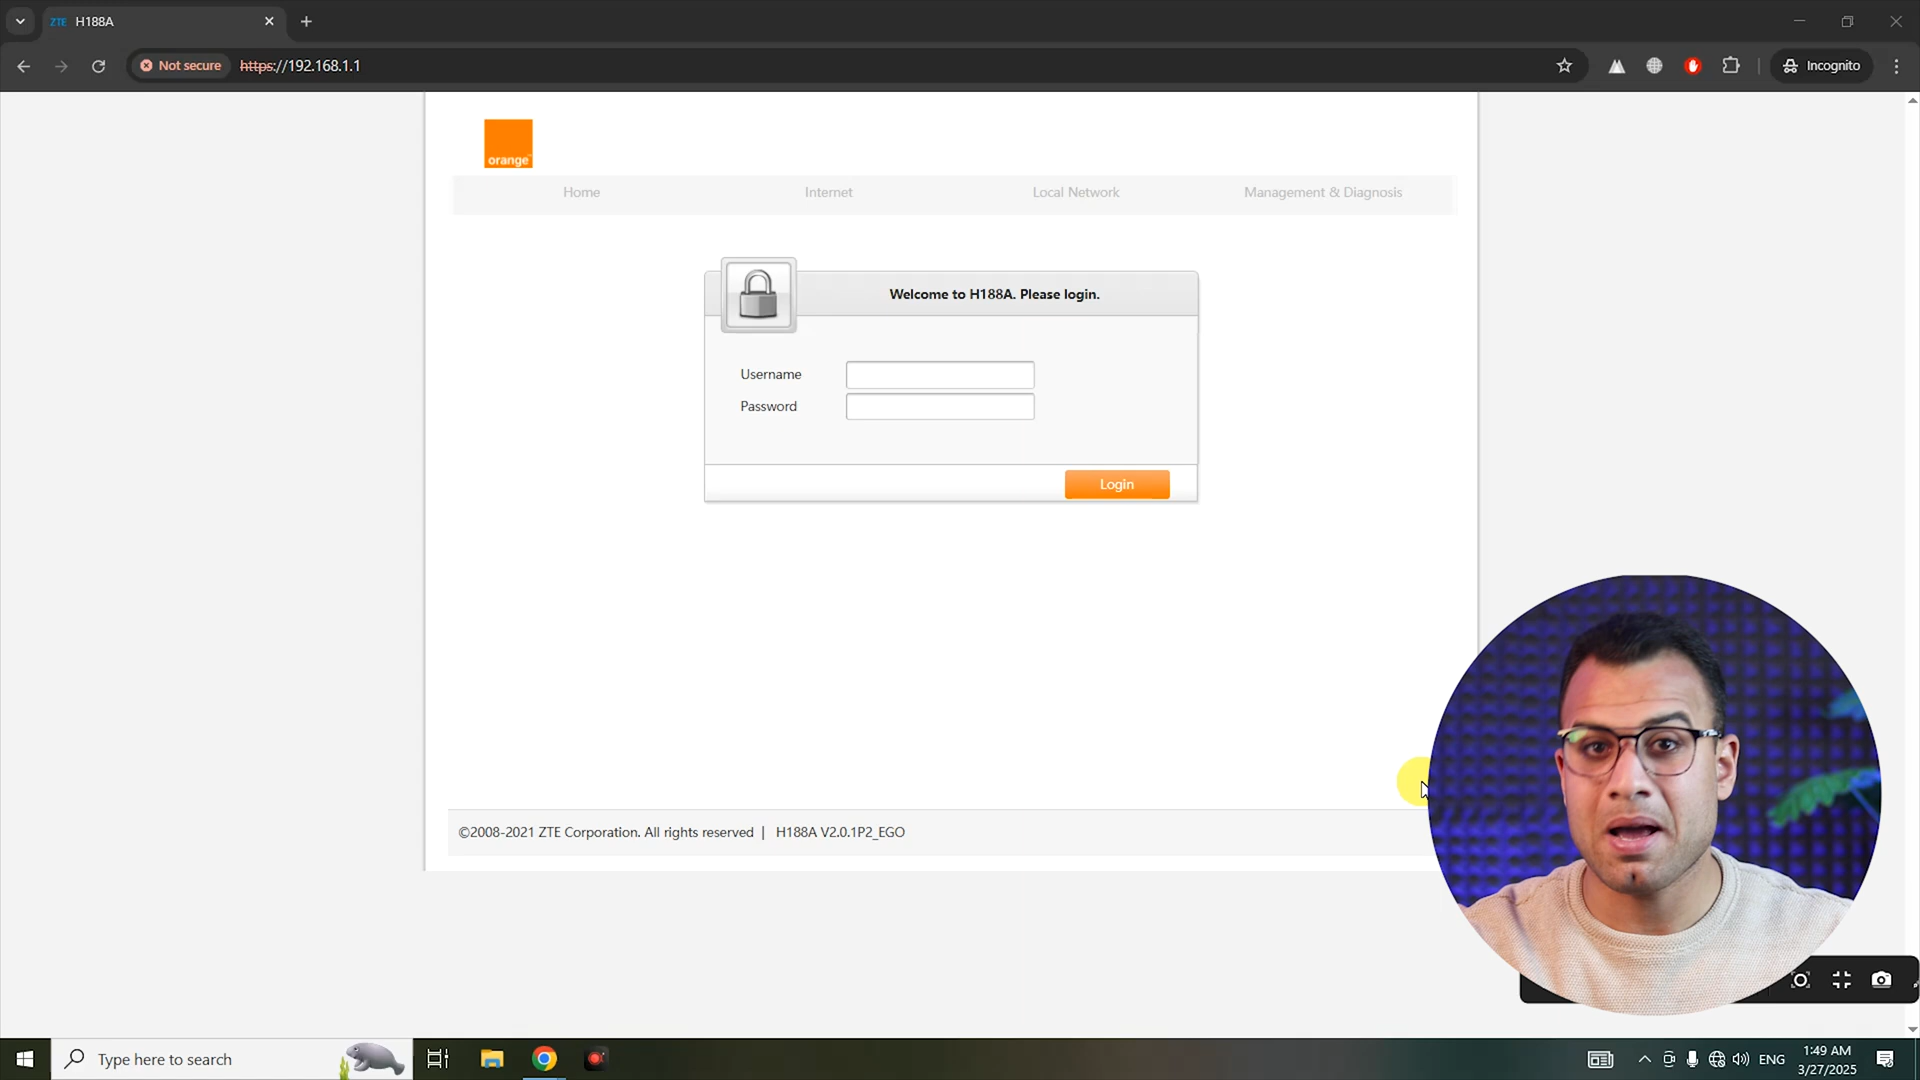 ZTE H188A
Not secure https://192.168.1.1
Incognito
orange
Home Internet Local Network Management & Diagnosis
Welcome to H188A. Please login.
Username
Password
Login
©2008-2021 ZTE Corporation. All rights reserved | H188A V2.0.1P2_EGO
Type here to search
ENG
1:49 AM
3/27/2025